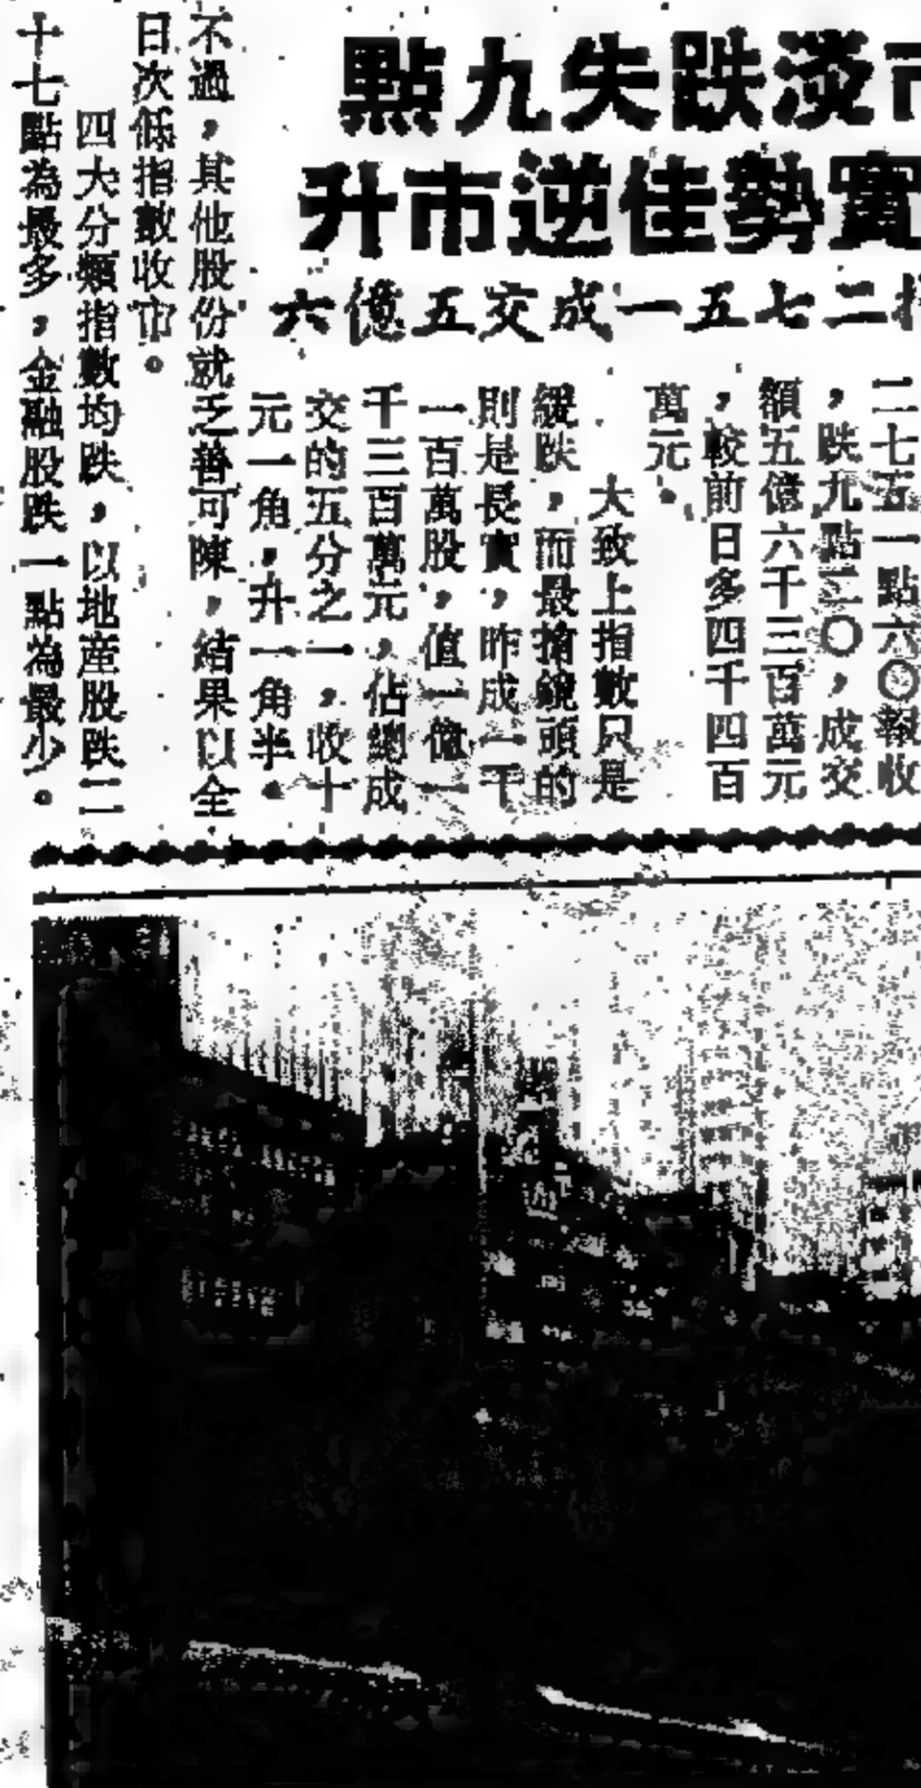 市淡跌失九點
實勢佳逆市升
二七五一成交五億六
二七五一點六〇報收
，跌九點二〇，成交
額五億六千三百萬元
，較前日多四千四百
萬元。
大致上指數只是
緩跌，而最搶鏡頭的
則是長實，昨成一千
一百萬股，值一億一
千三百萬元，佔總成
交的五分之一，收十
元一角，升一角半。
不過，其他股份就乏善可陳，結果以全
日次低指數收市。
四大分類指數均跌，以地產股跌二
十七點為最多，金融股跌一點為最少。